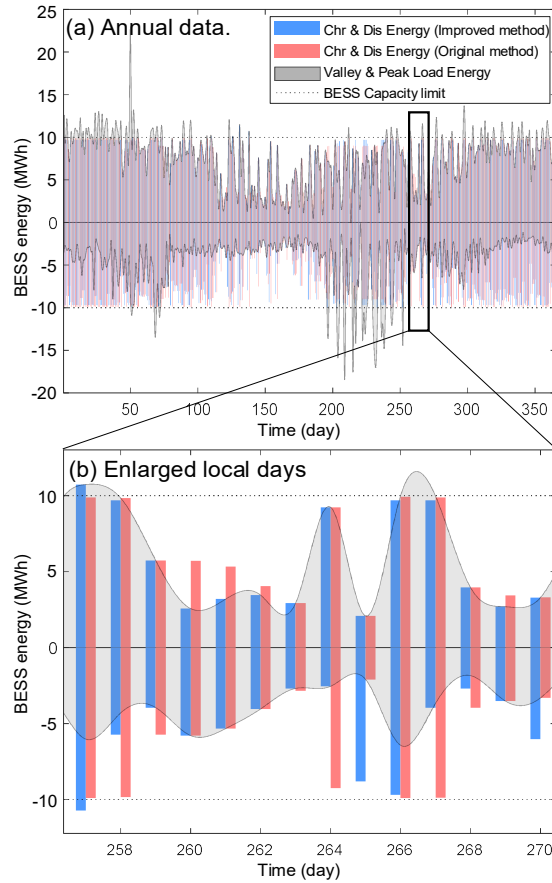 (a) Annual data.
Chr & Dis Energy (Improved method)
Chr & Dis Energy (Original method)
Valley & Peak Load Energy
BESS Capacity limit
BESS energy (MWh)
25
20
15
10
5
0
-5
-10
-15
-20
50 100 150 200 250 300 350
Time (day)
(b) Enlarged local days
BESS energy (MWh)
10
5
0
-5
-10
258 260 262 264 266 268 270
Time (day)